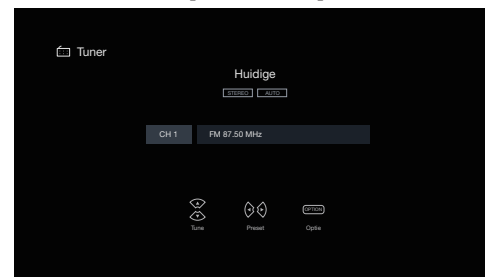 Tuner
Huidige
STEREO AUTO
CH 1 FM 87.50 MHz
OPTION
Tune Preset Optie